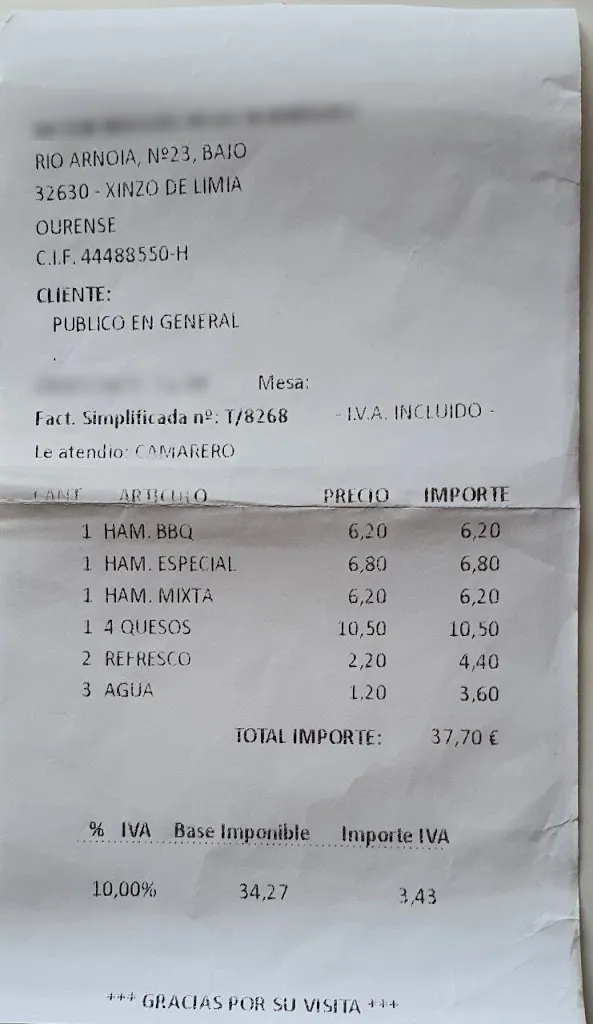 RIO ARNOIA, Nº23, BAJO
32630 - XINZO DE LIMIA
OURENSE
C.I.F. 44488550-H
CLIENTE:
PUBLICO EN GENERAL
.
Mesa:
Fact. Simplificada nº: T/8268 - I.V.A. INCLUIDO -
Le atendio: CAMARERO
CANT ARTICULO PRECIO IMPORTE
1 HAM. BBQ 6,20 6,20
1 HAM. ESPECIAL 6,80 6,80
1 HAM. MIXTA 6,20 6,20
1 4 QUESOS 10,50 10,50
2 REFRESCO 2,20 4,40
3 AGUA 1,20 3,60
TOTAL IMPORTE: 37,70 €
% IVA Base Imponible Importe IVA
10,00% 34,27 3,43
*** GRACIAS POR SU VISITA ***